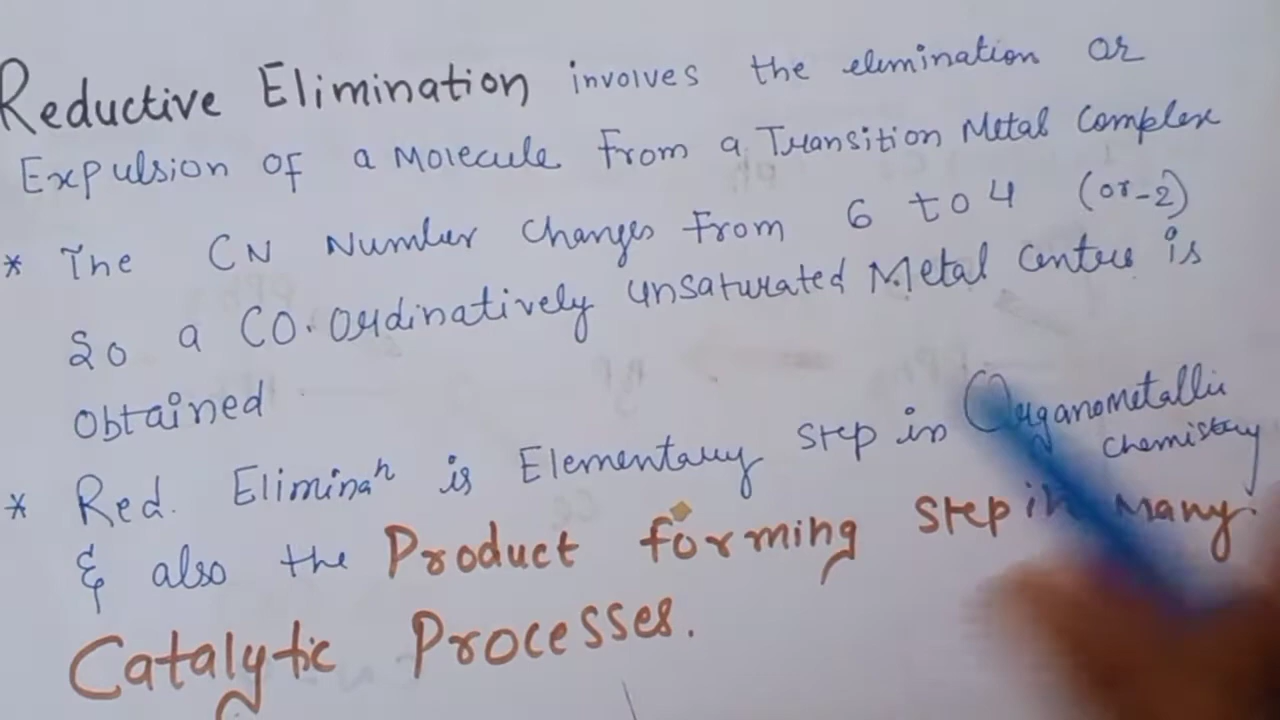 Reductive Elimination involves the elimination or
Expulsion of a Molecule from a Transition Metal Complex
* The CN Number Changes from 6 to 4 (or -2)
So a CO-ordinatively unsaturated Metal centre is
Obtained
* Red. Eliminaⁿ is Elementary step in Organometallic
chemistry
& also the Product forming step in Many
Catalytic Processes.